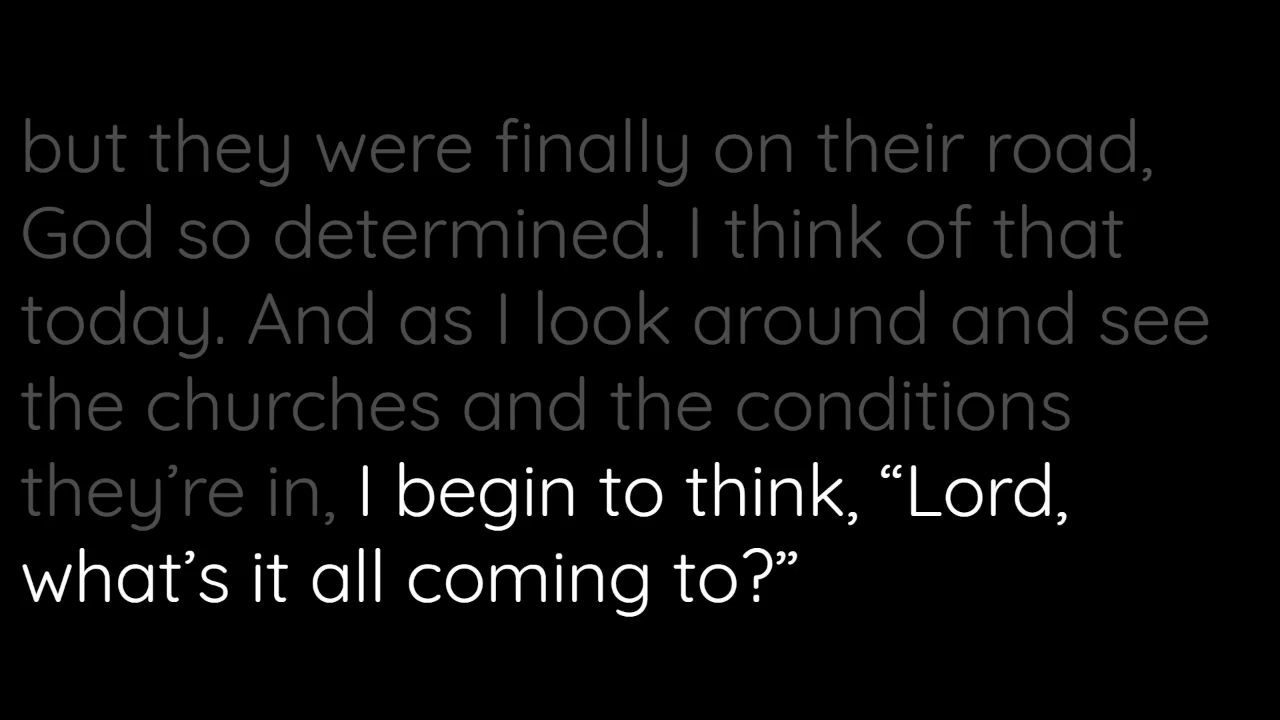 but they were finally on their road,
God so determined. I think of that
today. And as I look around and see
the churches and the conditions
they’re in, I begin to think, “Lord,
what’s it all coming to?”